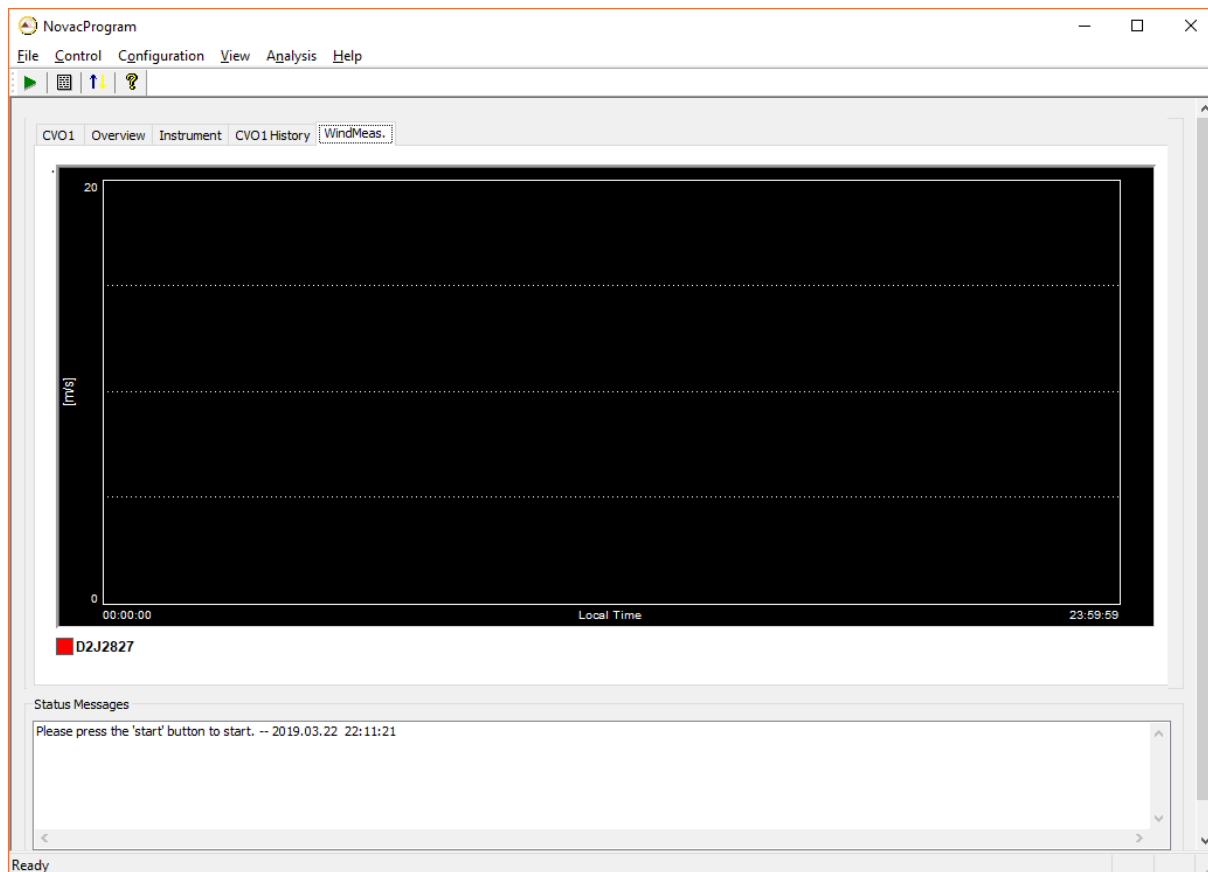 NovacProgram
File Control Configuration View Analysis Help
CVO1 Overview Instrument CVO1 History WindMeas.
20
[m/s]
0
00:00:00 Local Time 23:59:59
D2J2827
Status Messages
Please press the 'start' button to start. -- 2019.03.22 22:11:21
Ready